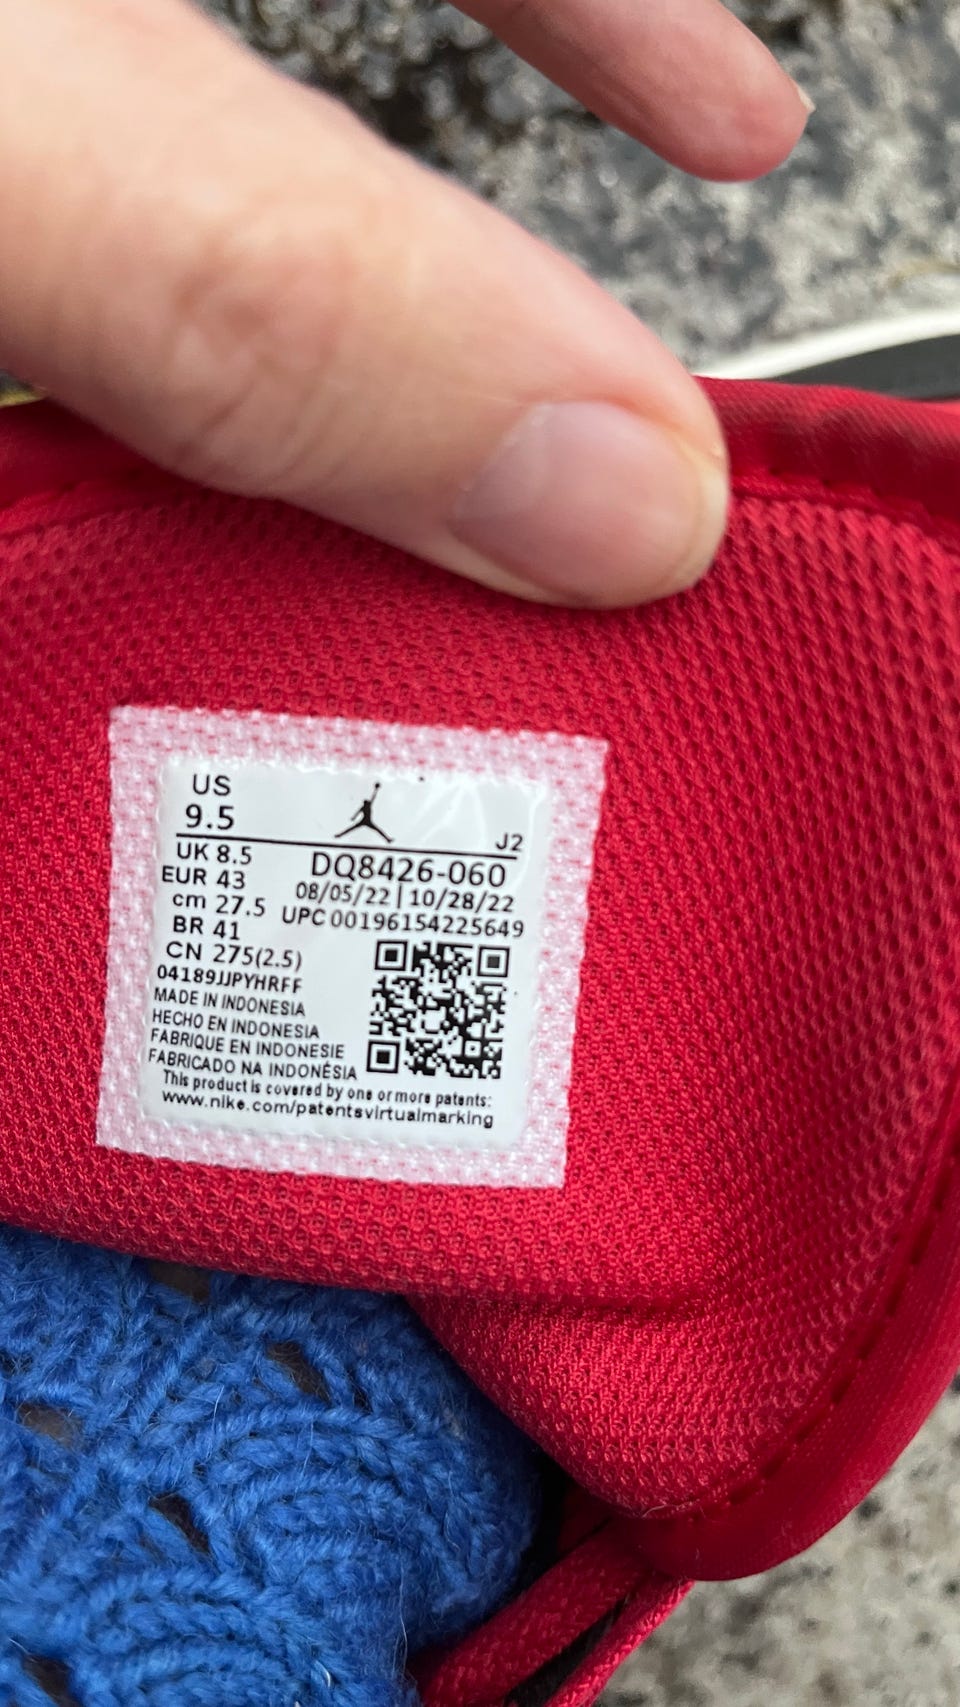 US
9.5
J2
UK 8.5
DQ8426-060
EUR 43
08/05/22 | 10/28/22
cm 27.5
UPC 00196154225649
BR 41
CN 275(2.5)
04189JJPYHRFF
MADE IN INDONESIA
HECHO EN INDONESIA
FABRIQUE EN INDONESIE
FABRICADO NA INDONÉSIA
This product is covered by one or more patents:
www.nike.com/patentsvirtualmarking